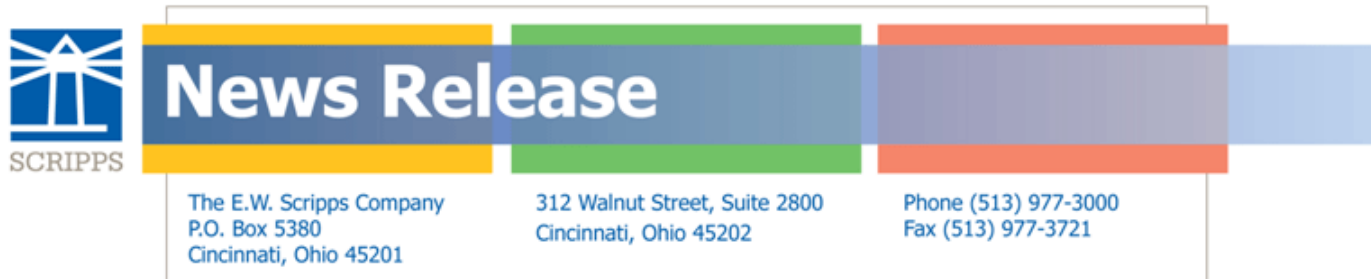 News Release
SCRIPPS
The E.W. Scripps Company
P.O. Box 5380
Cincinnati, Ohio 45201
312 Walnut Street, Suite 2800
Cincinnati, Ohio 45202
Phone (513) 977-3000
Fax (513) 977-3721